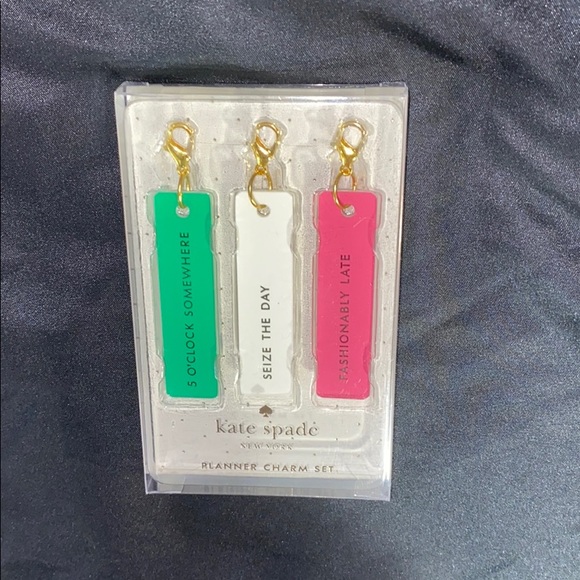 5 O'CLOCK SOMEWHERE
SEIZE THE DAY
FASHIONABLY LATE
kate spade
NEW YORK
PLANNER CHARM SET